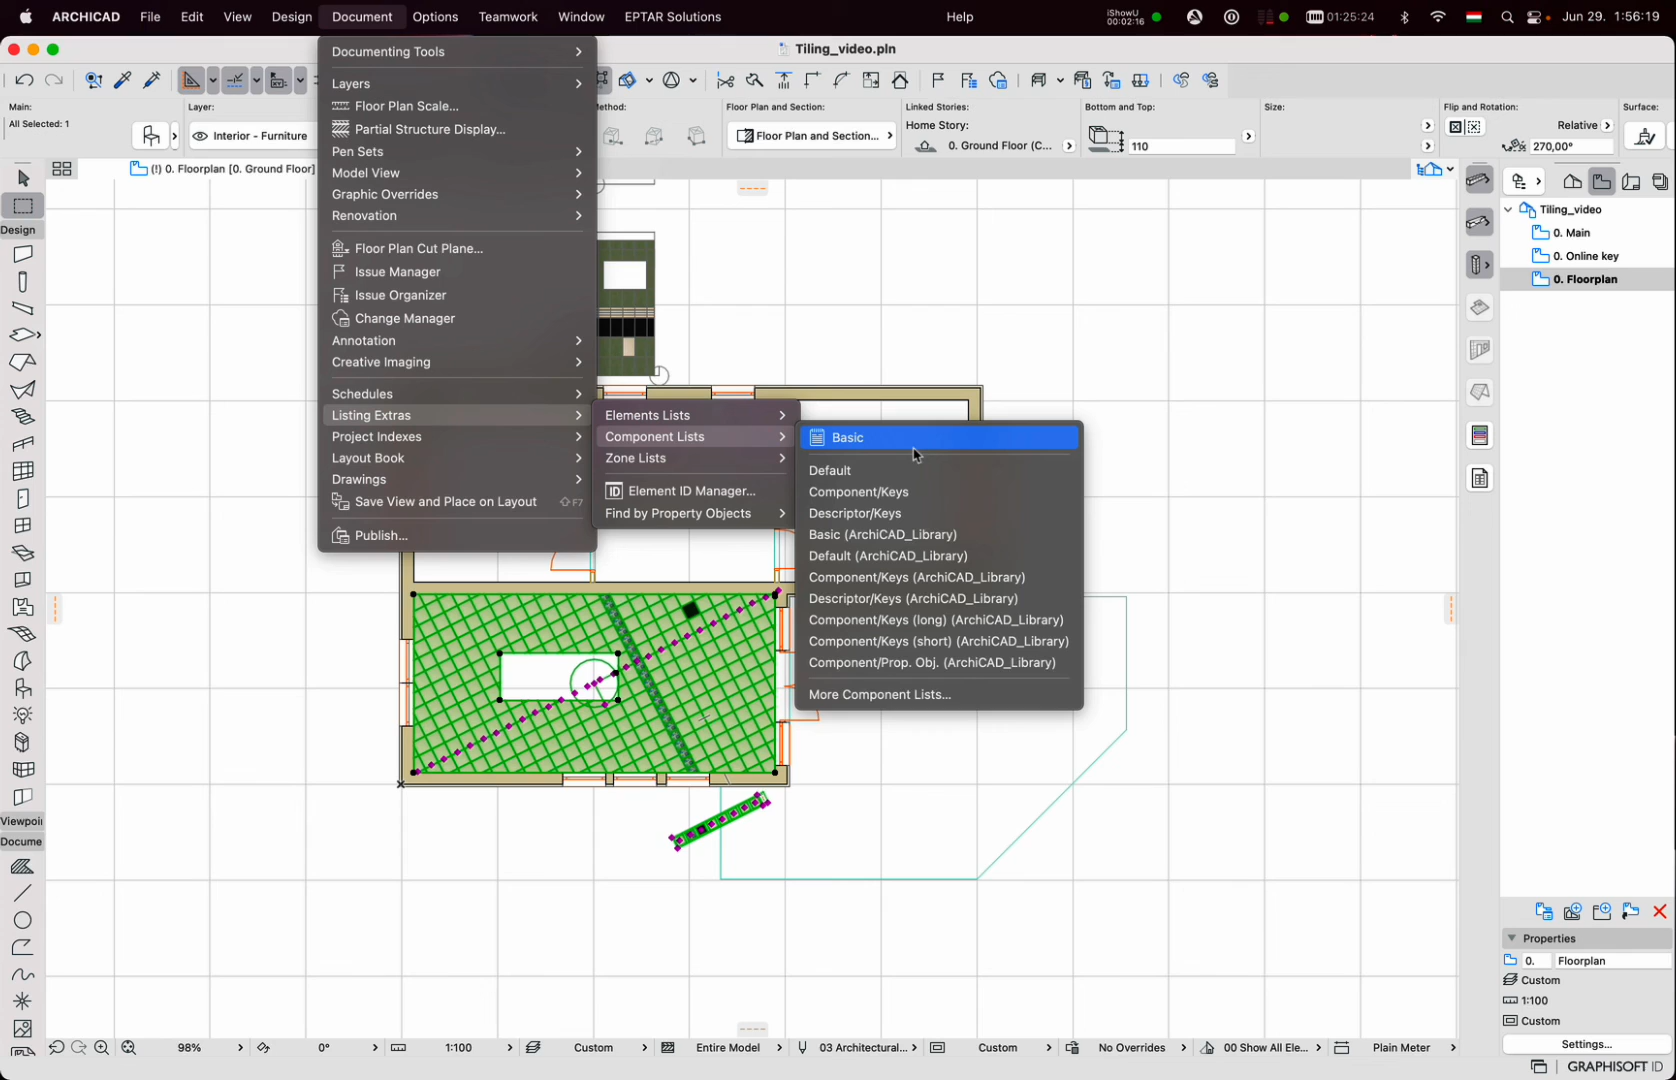 ARCHICAD File Edit View Design Document Options Teamwork Window EPTAR Solutions Help iShowU 00:02:16 01:25:24 Jun 29. 1:56:19
Tiling_video.pln
Main:
All Selected: 1
Layer:
Interior - Furniture
Floor Plan and Section:
Floor Plan and Section...
Linked Stories:
Home Story:
0. Ground Floor (C...
Bottom and Top:
110
Size:
Flip and Rotation:
Relative
270,00°
Surface:
(!) 0. Floorplan [0. Ground Floor]
Design
Viewpoi
Docume
Documenting Tools
Layers
Floor Plan Scale...
Partial Structure Display...
Pen Sets
Model View
Graphic Overrides
Renovation
Floor Plan Cut Plane...
Issue Manager
Issue Organizer
Change Manager
Annotation
Creative Imaging
Schedules
Listing Extras
Project Indexes
Layout Book
Drawings
Save View and Place on Layout ⇧F7
Publish...
Elements Lists
Component Lists
Zone Lists
Element ID Manager...
Find by Property Objects
Basic
Default
Component/Keys
Descriptor/Keys
Basic (ArchiCAD_Library)
Default (ArchiCAD_Library)
Component/Keys (ArchiCAD_Library)
Descriptor/Keys (ArchiCAD_Library)
Component/Keys (long) (ArchiCAD_Library)
Component/Keys (short) (ArchiCAD_Library)
Component/Prop. Obj. (ArchiCAD_Library)
More Component Lists...
Tiling_video
0. Main
0. Online key
0. Floorplan
Properties
0. Floorplan
Custom
1:100
Custom
Settings...
98% 0° 1:100 Custom Entire Model 03 Architectural... Custom No Overrides 00 Show All Ele... Plain Meter
GRAPHISOFT ID